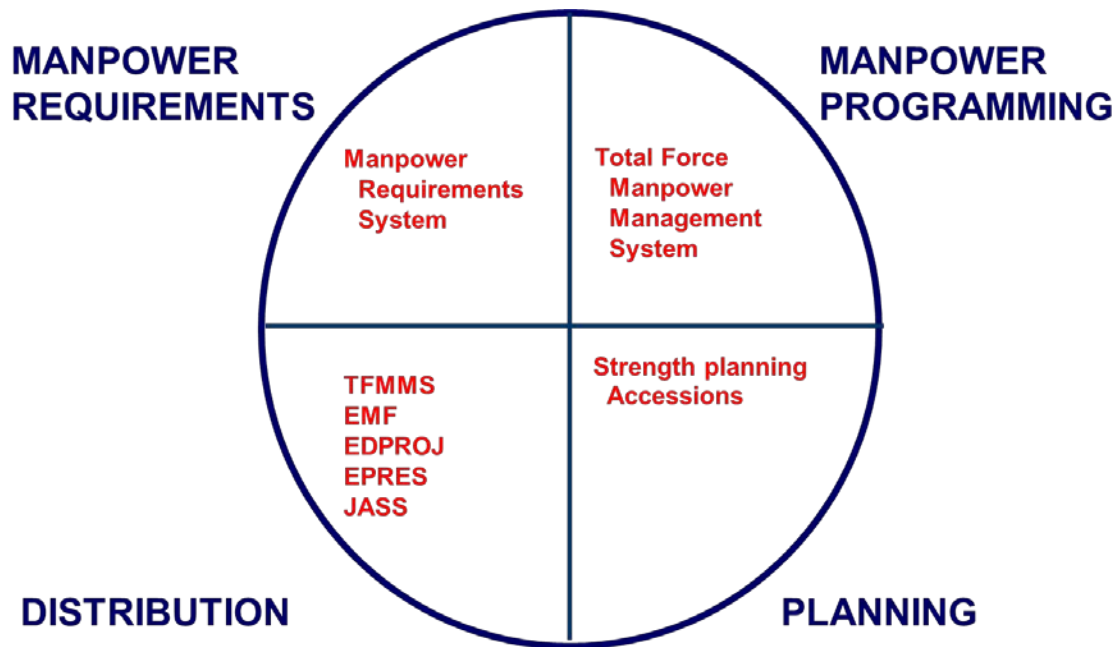 MANPOWER
REQUIREMENTS
MANPOWER
PROGRAMMING
Manpower
Requirements
System
Total Force
Manpower
Management
System
TFMMS
EMF
EDPROJ
EPRES
JASS
Strength planning
Accessions
DISTRIBUTION
PLANNING